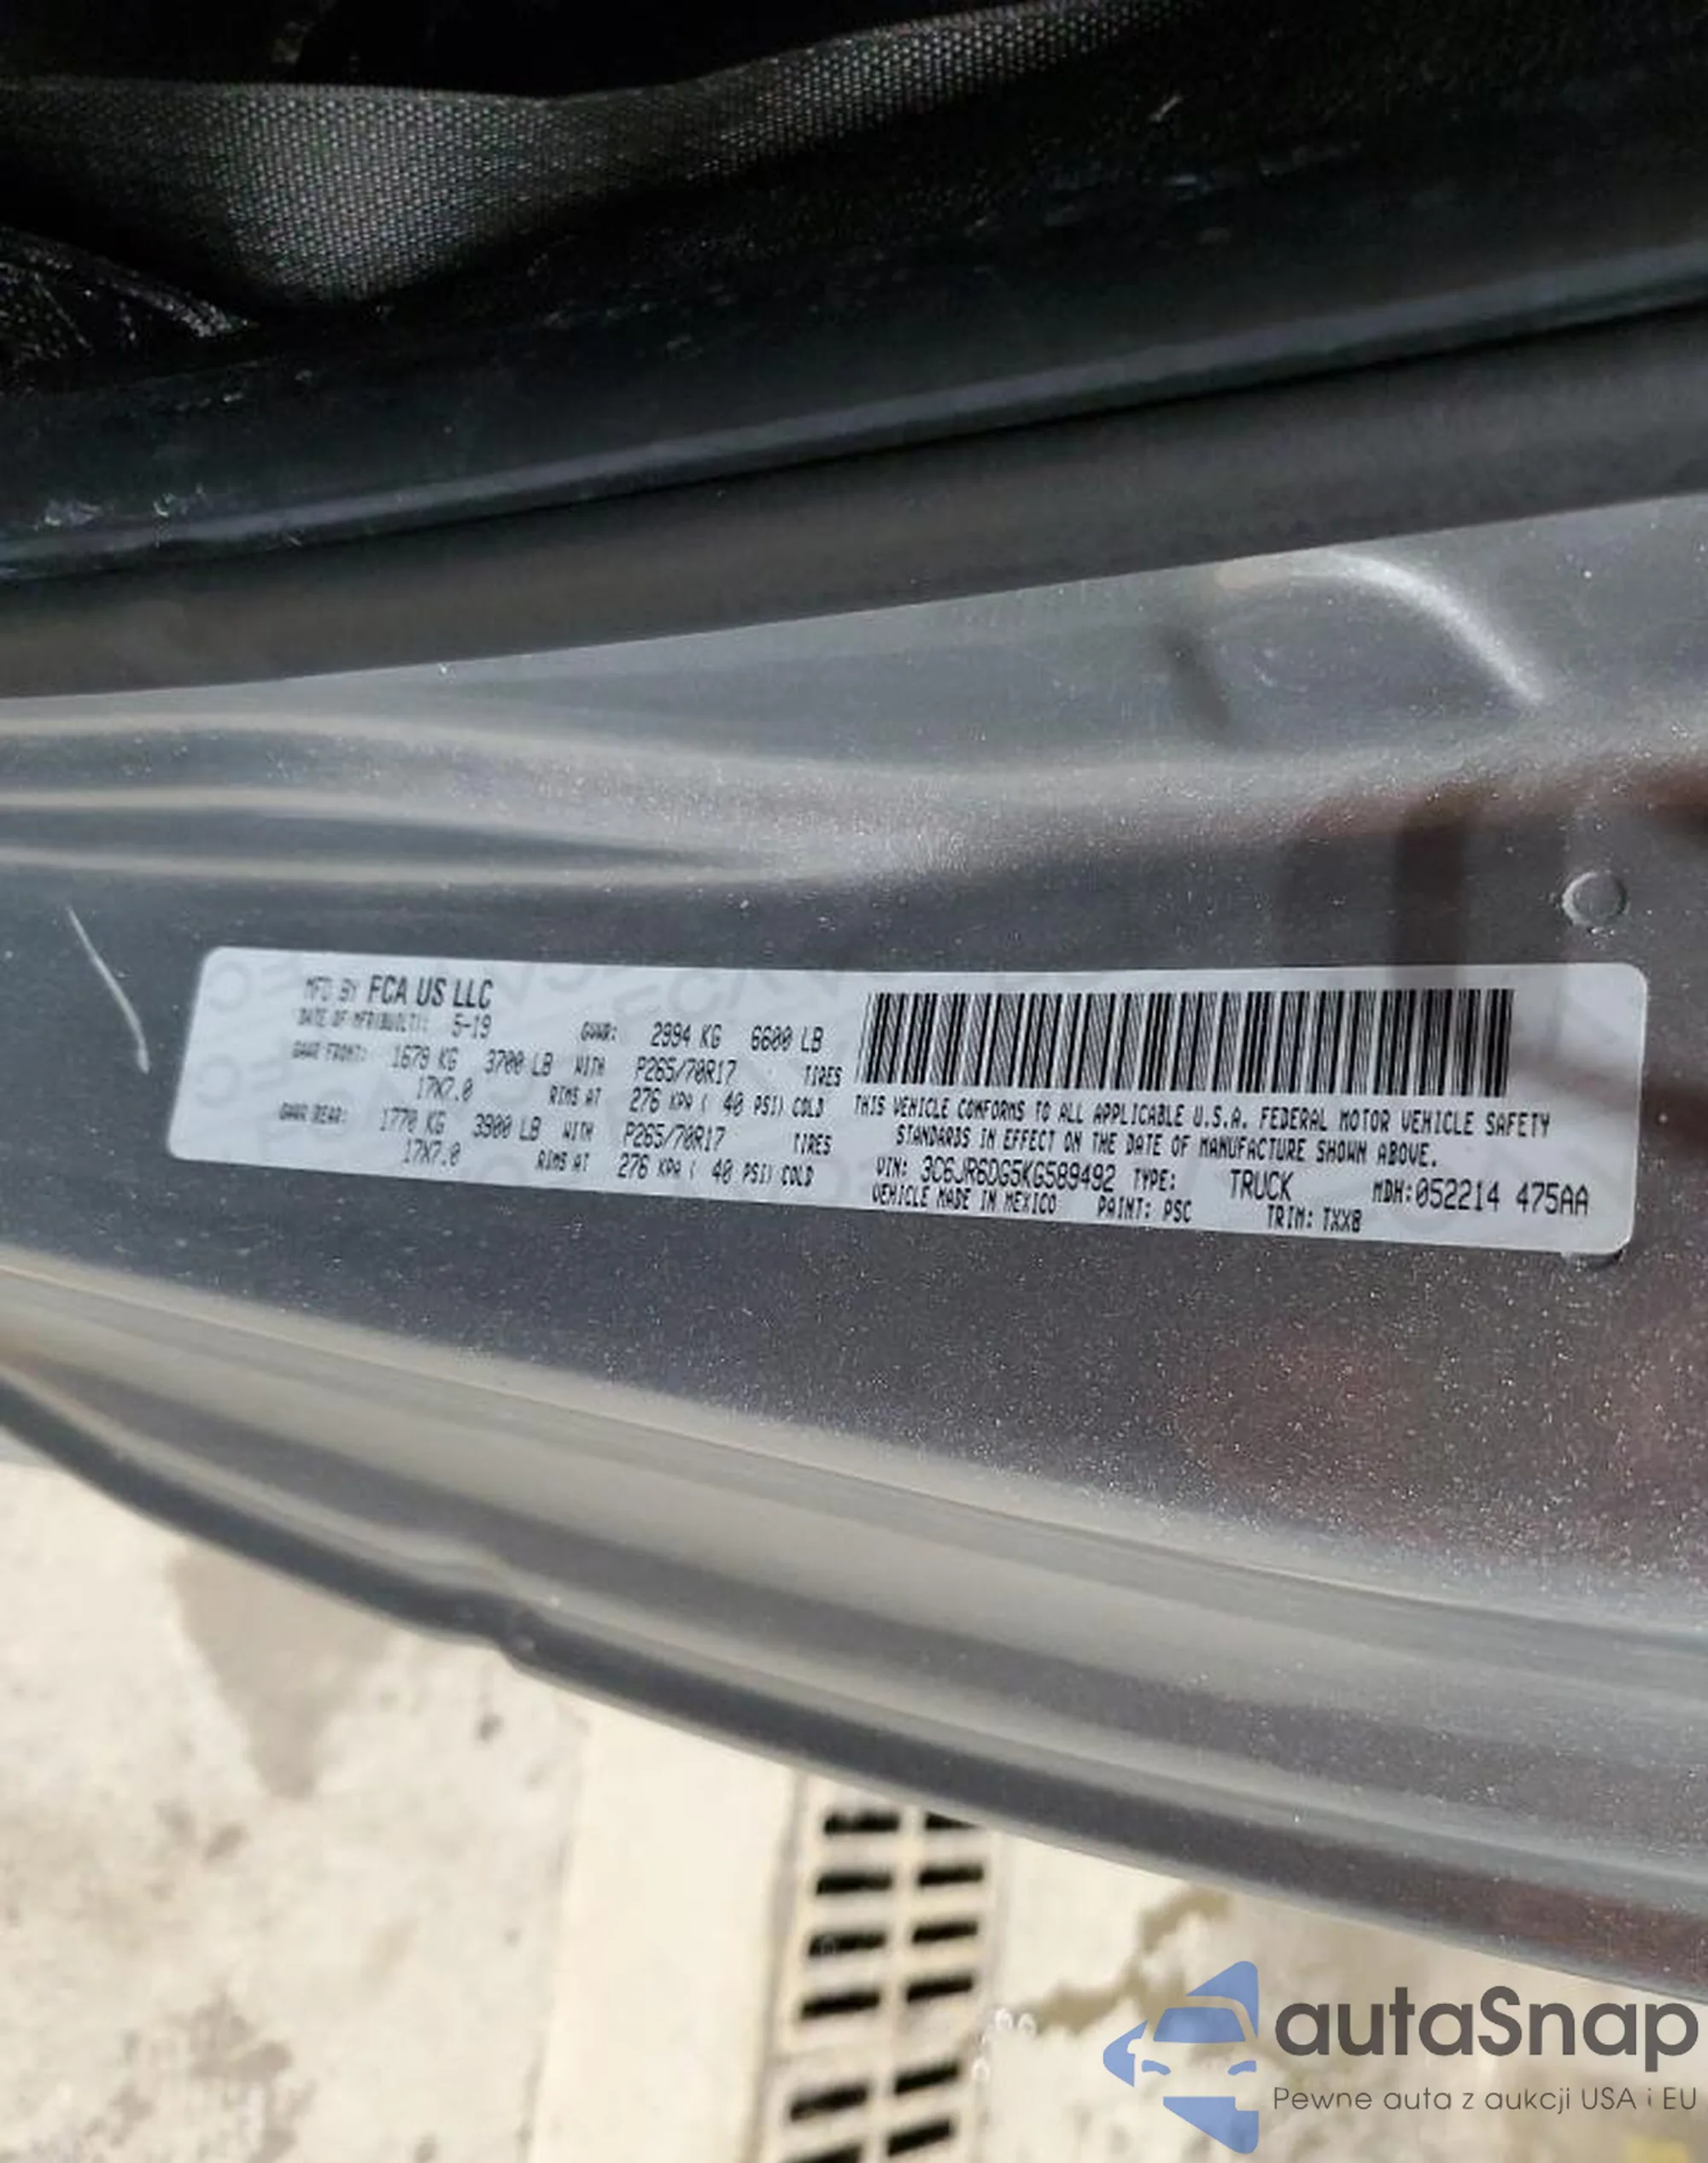 MFD BY FCA US LLC
DATE OF MFR(BUILT): 5-19 GVWR: 2994 KG 6600 LB
GAWR FRONT: 1679 KG 3700 LB WITH P265/70R17 TIRES
17X7.0 RIMS AT 276 KPA ( 40 PSI) COLD
GAWR REAR: 1770 KG 3900 LB WITH P265/70R17 TIRES
17X7.0 RIMS AT 276 KPA ( 40 PSI) COLD
THIS VEHICLE CONFORMS TO ALL APPLICABLE U.S.A. FEDERAL MOTOR VEHICLE SAFETY
STANDARDS IN EFFECT ON THE DATE OF MANUFACTURE SHOWN ABOVE.
VIN: 3C6JR6DG5KG589492 TYPE: TRUCK MDH:052214 475AA
VEHICLE MADE IN MEXICO PAINT: PSC TRIM: TXX8
autaSnap
Pewne auta z aukcji USA i EU